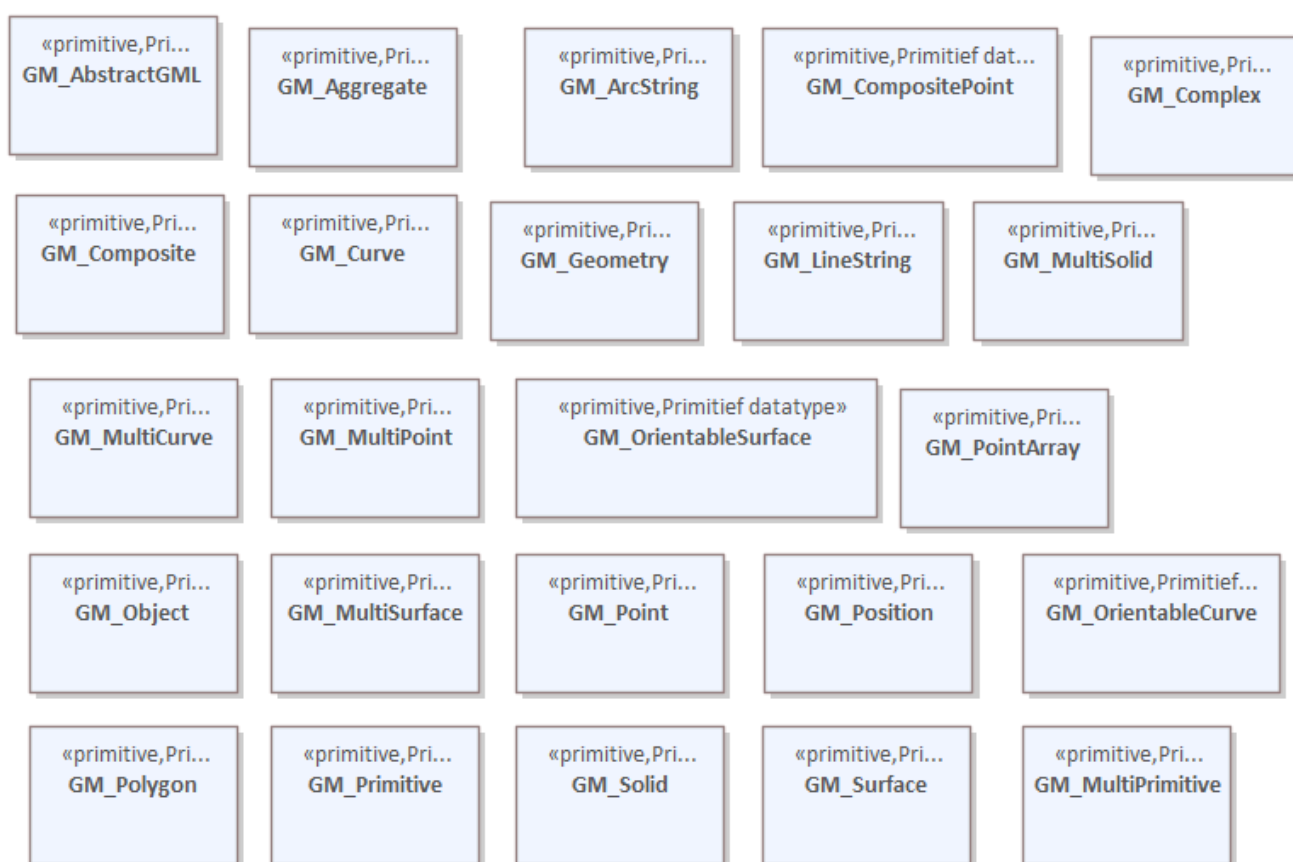 «primitive,Pri...
GM_AbstractGML
«primitive,Pri...
GM_Aggregate
«primitive,Pri...
GM_ArcString
«primitive,Primitief dat...
GM_CompositePoint
«primitive,Pri...
GM_Complex
«primitive,Pri...
GM_Composite
«primitive,Pri...
GM_Curve
«primitive,Pri...
GM_Geometry
«primitive,Pri...
GM_LineString
«primitive,Pri...
GM_MultiSolid
«primitive,Pri...
GM_MultiCurve
«primitive,Pri...
GM_MultiPoint
«primitive,Primitief datatype»
GM_OrientableSurface
«primitive,Pri...
GM_PointArray
«primitive,Pri...
GM_Object
«primitive,Pri...
GM_MultiSurface
«primitive,Pri...
GM_Point
«primitive,Pri...
GM_Position
«primitive,Primitief...
GM_OrientableCurve
«primitive,Pri...
GM_Polygon
«primitive,Pri...
GM_Primitive
«primitive,Pri...
GM_Solid
«primitive,Pri...
GM_Surface
«primitive,Pri...
GM_MultiPrimitive